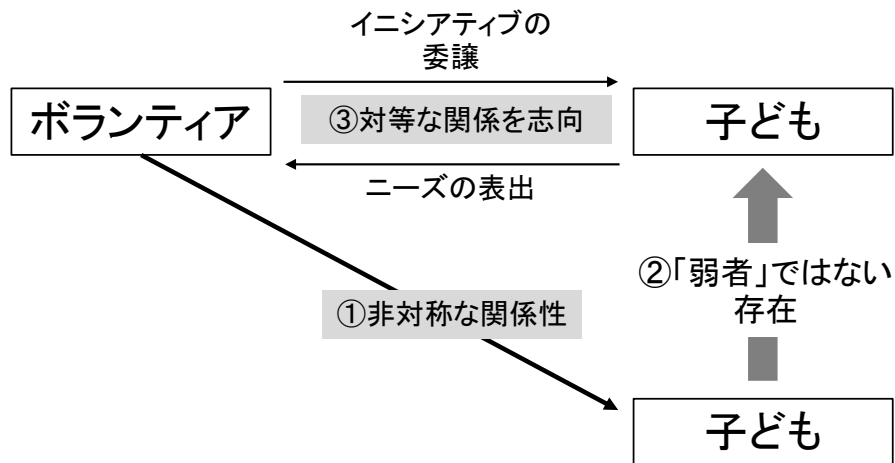 イニシアティブの
委譲
ボランティア
③対等な関係を志向
子ども
ニーズの表出
②「弱者」ではない
存在
①非対称な関係性
子ども